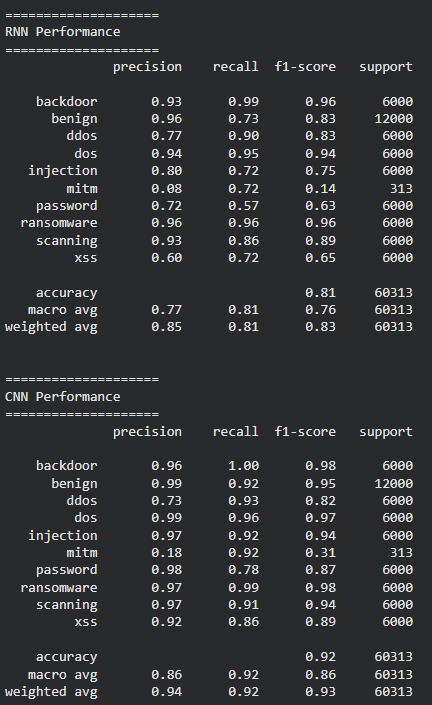 ====================
RNN Performance
====================
precision recall f1-score support
backdoor 0.93 0.99 0.96 6000
benign 0.96 0.73 0.83 12000
ddos 0.77 0.90 0.83 6000
dos 0.94 0.95 0.94 6000
injection 0.80 0.72 0.75 6000
mitm 0.08 0.72 0.14 313
password 0.72 0.57 0.63 6000
ransomware 0.96 0.96 0.96 6000
scanning 0.93 0.86 0.89 6000
xss 0.60 0.72 0.65 6000
accuracy 0.81 60313
macro avg 0.77 0.81 0.76 60313
weighted avg 0.85 0.81 0.83 60313
====================
CNN Performance
====================
precision recall f1-score support
backdoor 0.96 1.00 0.98 6000
benign 0.99 0.92 0.95 12000
ddos 0.73 0.93 0.82 6000
dos 0.99 0.96 0.97 6000
injection 0.97 0.92 0.94 6000
mitm 0.18 0.92 0.31 313
password 0.98 0.78 0.87 6000
ransomware 0.97 0.99 0.98 6000
scanning 0.97 0.91 0.94 6000
xss 0.92 0.86 0.89 6000
accuracy 0.92 60313
macro avg 0.86 0.92 0.86 60313
weighted avg 0.94 0.92 0.93 60313